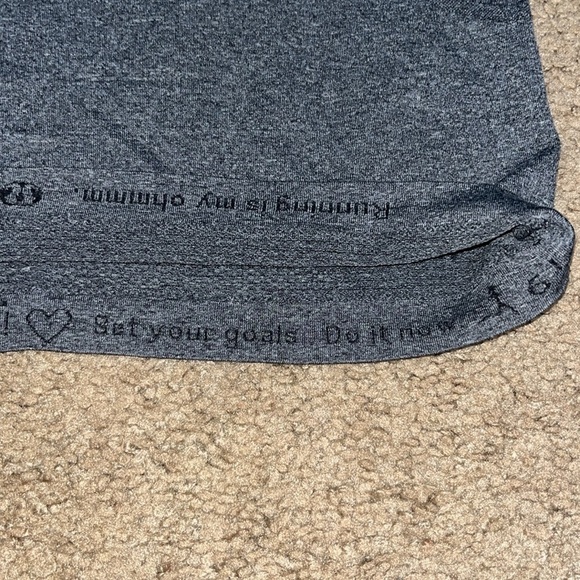 Running is my ohmmm.
! Set your goals Do it now